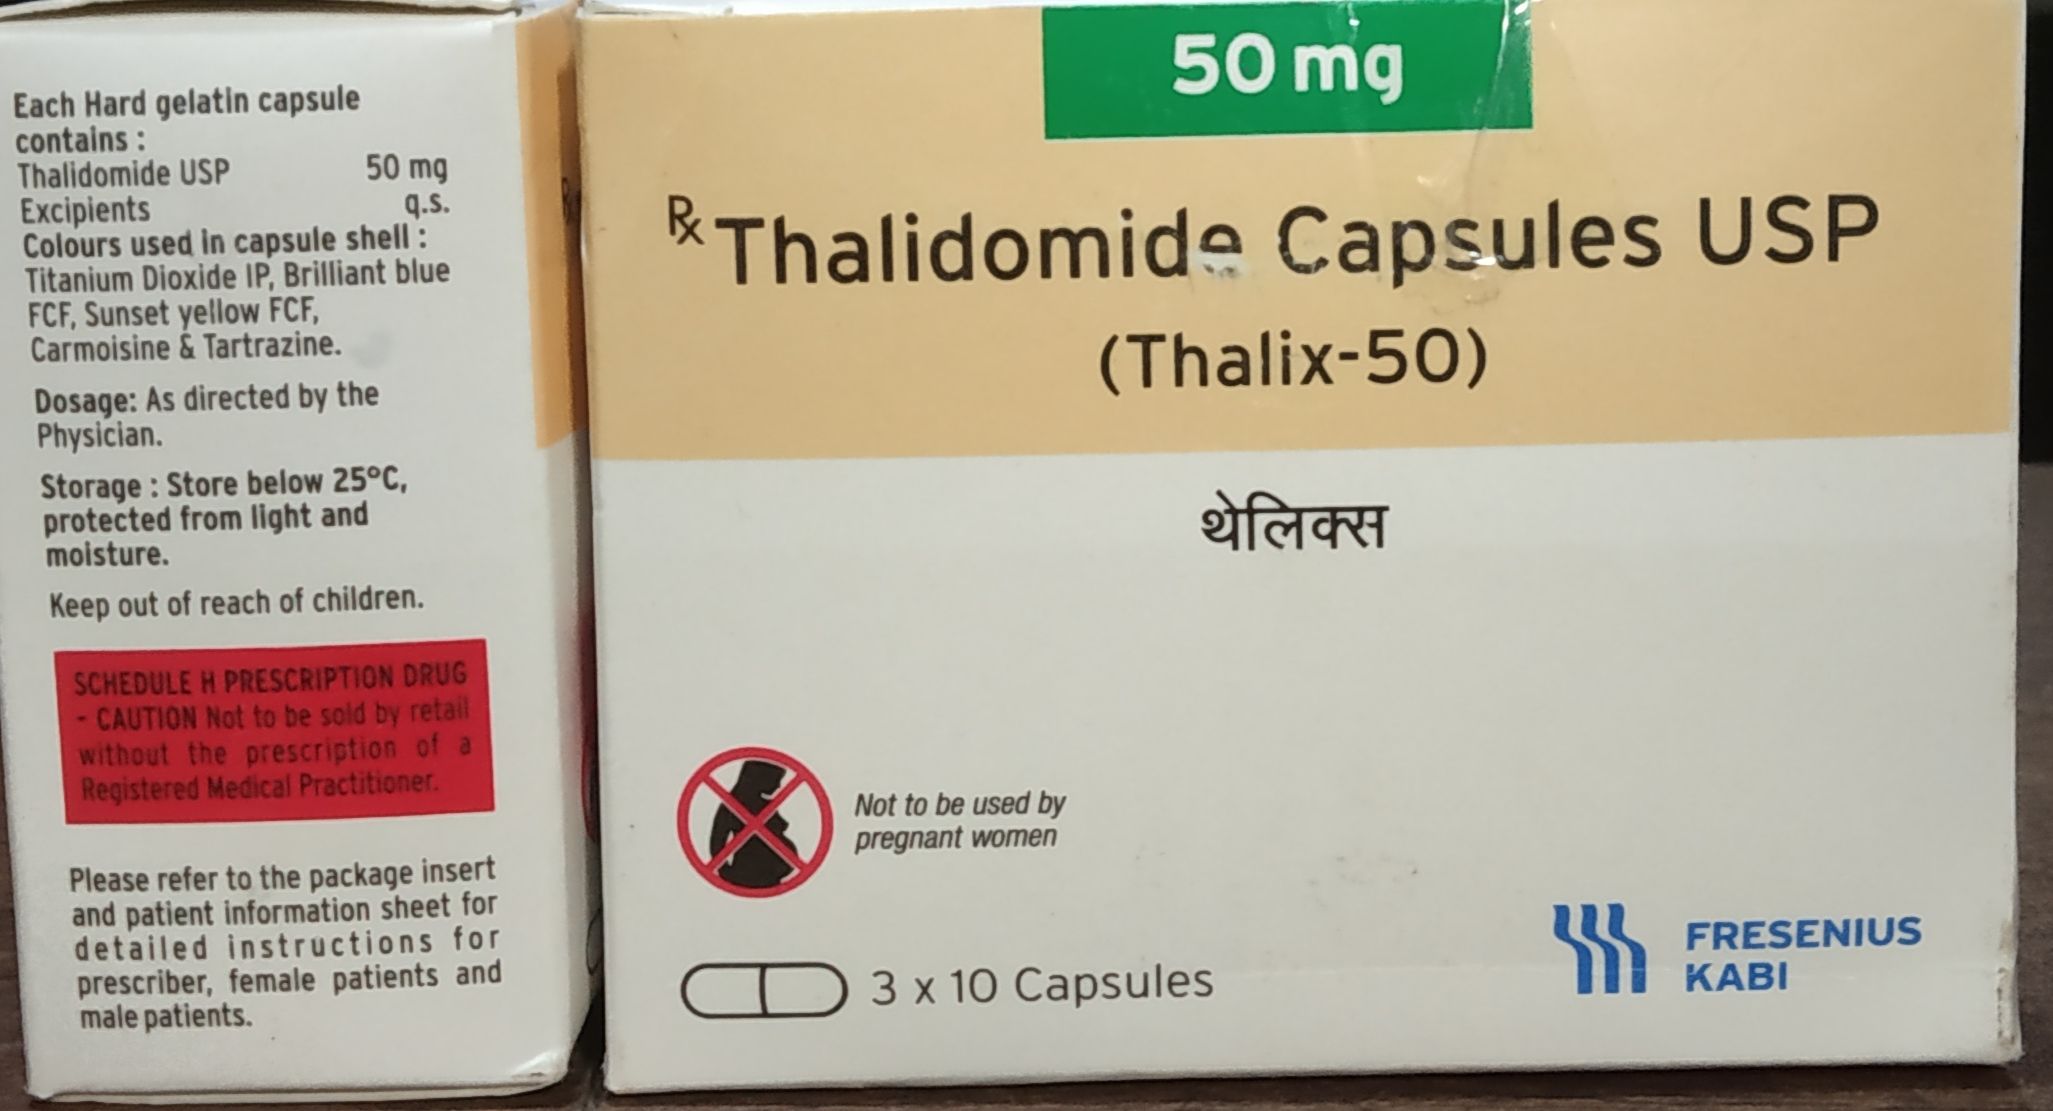 Each Hard gelatin capsule
contains :
Thalidomide USP 50 mg
Excipients q.s.
Colours used in capsule shell :
Titanium Dioxide IP, Brilliant blue
FCF, Sunset yellow FCF,
Carmoisine & Tartrazine.
Dosage: As directed by the
Physician.
Storage : Store below 25°C,
protected from light and
moisture.
Keep out of reach of children.
SCHEDULE H PRESCRIPTION DRUG
- CAUTION Not to be sold by retail
without the prescription of a
Registered Medical Practitioner.
Please refer to the package insert
and patient information sheet for
detailed instructions for
prescriber, female patients and
male patients.
50 mg
Rx Thalidomide Capsules USP
(Thalix-50)
थेलिक्स
Not to be used by
pregnant women
3 x 10 Capsules
FRESENIUS
KABI